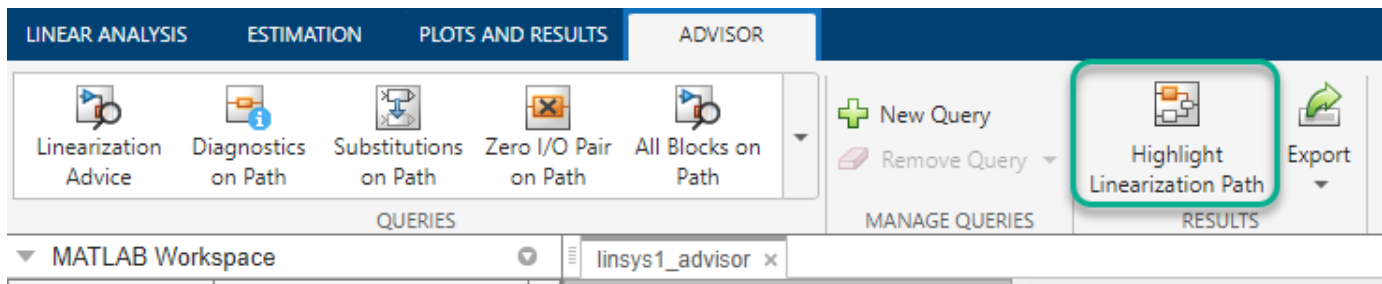 LINEAR ANALYSIS ESTIMATION PLOTS AND RESULTS ADVISOR
Linearization Advice
Diagnostics on Path
Substitutions on Path
Zero I/O Pair on Path
All Blocks on Path
New Query
Remove Query
Highlight Linearization Path
Export
QUERIES MANAGE QUERIES RESULTS
MATLAB Workspace linsys1_advisor